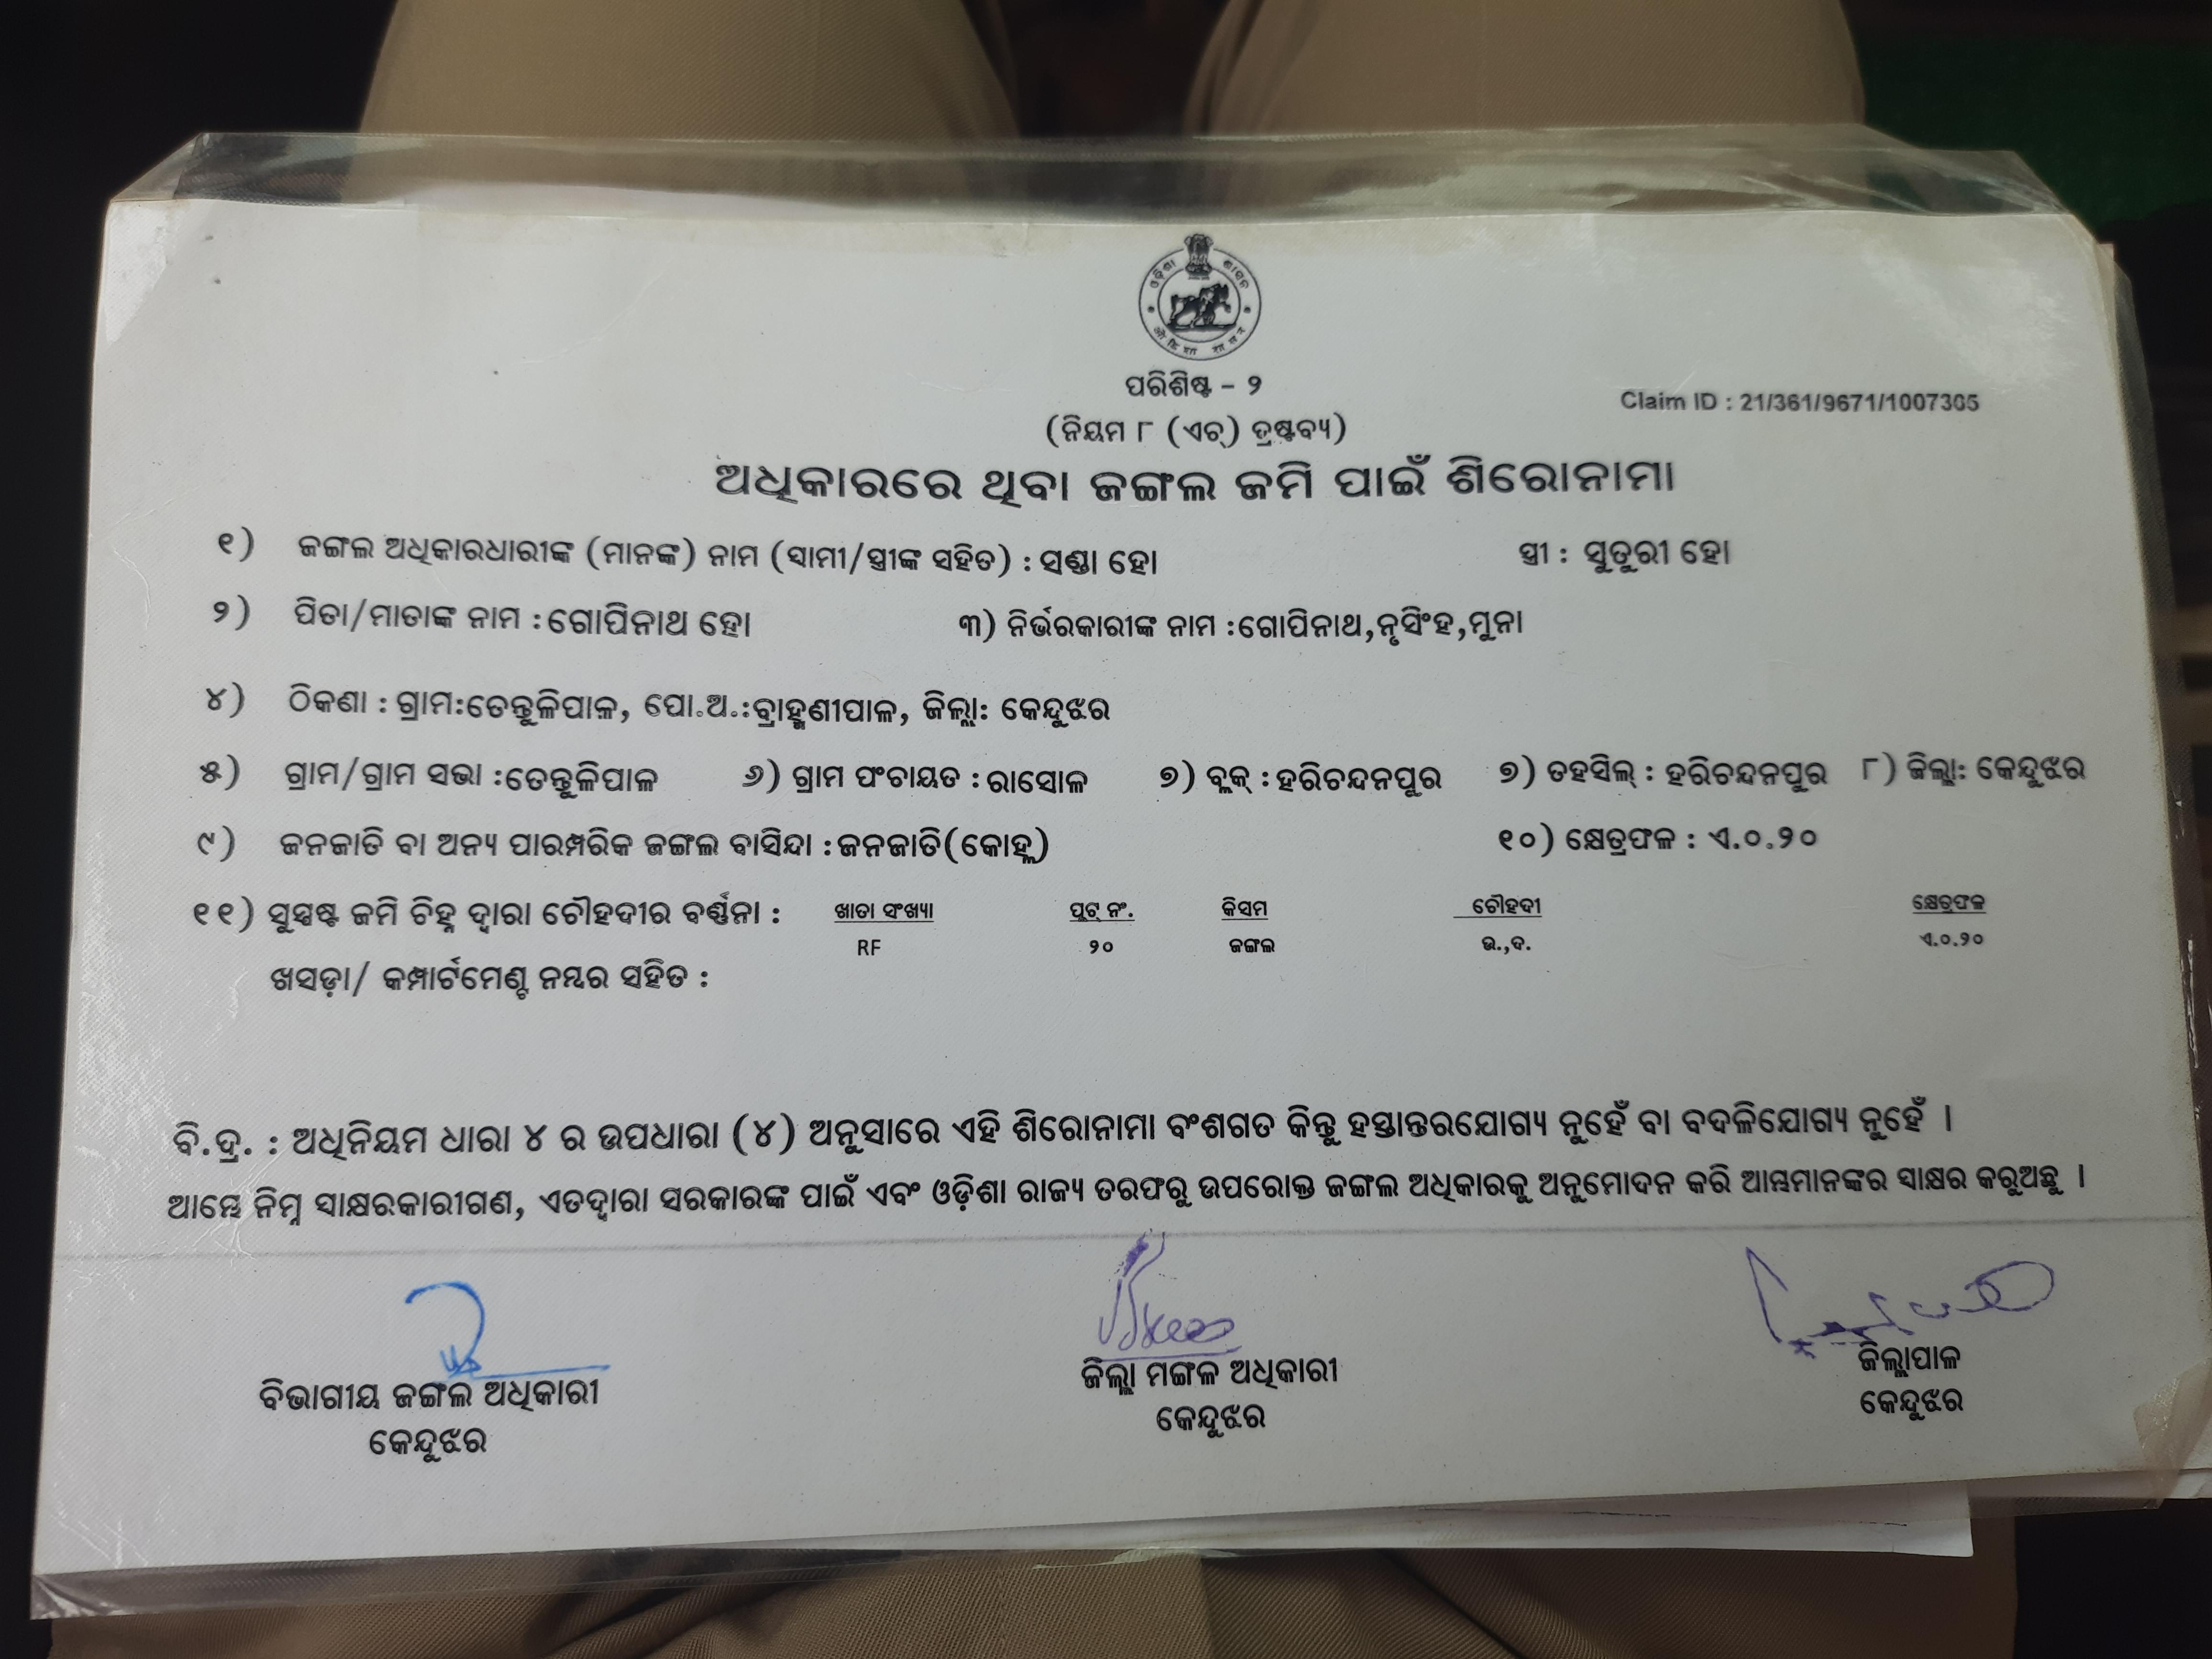 ଓଡ଼ିଶା ଶାସନ
ओडिशा शासन
ପରିଶିଷ୍ଟ - ୨
Claim ID : 21/361/9671/1007305
(ନିୟମ ୮ (ଏଚ୍) ଦ୍ରଷ୍ଟବ୍ୟ)
ଅଧିକାରରେ ଥିବା ଜଙ୍ଗଲ ଜମି ପାଇଁ ଶିରୋନାମା
୧) ଜଙ୍ଗଲ ଅଧିକାରଧାରୀଙ୍କ (ମାନଙ୍କ) ନାମ (ସାମୀ/ସ୍ତ୍ରୀଙ୍କ ସହିତ) : ସଣ୍ଡା ହୋ ସ୍ତ୍ରୀ : ସୁତୁରୀ ହୋ
୨) ପିତା/ମାତାଙ୍କ ନାମ : ଗୋପିନାଥ ହୋ ୩) ନିର୍ଭରକାରୀଙ୍କ ନାମ : ଗୋପିନାଥ,ନୃସିଂହ,ମୁନା
୪) ଠିକଣା : ଗ୍ରାମ:ତେନ୍ତୁଳିପାଳ, ପୋ.ଅ.:ବ୍ରାହ୍ମଣୀପାଳ, ଜିଲ୍ଲା: କେନ୍ଦୁଝର
୫) ଗ୍ରାମ/ଗ୍ରାମ ସଭା :ତେନ୍ତୁଳିପାଳ ୬) ଗ୍ରାମ ପଂଚାୟତ : ରାସୋଳ ୭) ବ୍ଲକ୍ : ହରିଚନ୍ଦନପୁର ୭) ତହସିଲ୍ : ହରିଚନ୍ଦନପୁର ୮) ଜିଲ୍ଲା: କେନ୍ଦୁଝର
୯) ଜନଜାତି ବା ଅନ୍ୟ ପାରମ୍ପରିକ ଜଙ୍ଗଲ ବାସିନ୍ଦା : ଜନଜାତି(କୋହ୍ଲ) ୧୦) କ୍ଷେତ୍ରଫଳ : ଏ.୦.୨୦
୧୧) ସୁସ୍ପଷ୍ଟ ଜମି ଚିହ୍ନ ଦ୍ୱାରା ଚୌହଦୀର ବର୍ଣ୍ଣନା : ଖାତା ସଂଖ୍ୟା ପ୍ଲଟ୍ ନଂ. କିସମ ଚୌହଦୀ କ୍ଷେତ୍ରଫଳ
RF ୨୦ ଜଙ୍ଗଲ ଉ.,ଦ. ଏ.୦.୨୦
ଖସଡ଼ା/ କମ୍ପାର୍ଟମେଣ୍ଟ ନମ୍ବର ସହିତ :
ବି.ଦ୍ର. : ଅଧିନିୟମ ଧାରା ୪ ର ଉପଧାରା (୪) ଅନୁସାରେ ଏହି ଶିରୋନାମା ବଂଶଗତ କିନ୍ତୁ ହସ୍ତାନ୍ତରଯୋଗ୍ୟ ନୁହେଁ ବା ବଦଳିଯୋଗ୍ୟ ନୁହେଁ ।
ଆମ୍ଭେ ନିମ୍ନ ସାକ୍ଷରକାରୀଗଣ, ଏତଦ୍ୱାରା ସରକାରଙ୍କ ପାଇଁ ଏବଂ ଓଡ଼ିଶା ରାଜ୍ୟ ତରଫରୁ ଉପରୋକ୍ତ ଜଙ୍ଗଲ ଅଧିକାରକୁ ଅନୁମୋଦନ କରି ଆମ୍ଭମାନଙ୍କର ସାକ୍ଷର କରୁଅଛୁ ।
ବିଭାଗୀୟ ଜଙ୍ଗଲ ଅଧିକାରୀ
କେନ୍ଦୁଝର
ଜିଲ୍ଲା ମଙ୍ଗଳ ଅଧିକାରୀ
କେନ୍ଦୁଝର
ଜିଲ୍ଲାପାଳ
କେନ୍ଦୁଝର